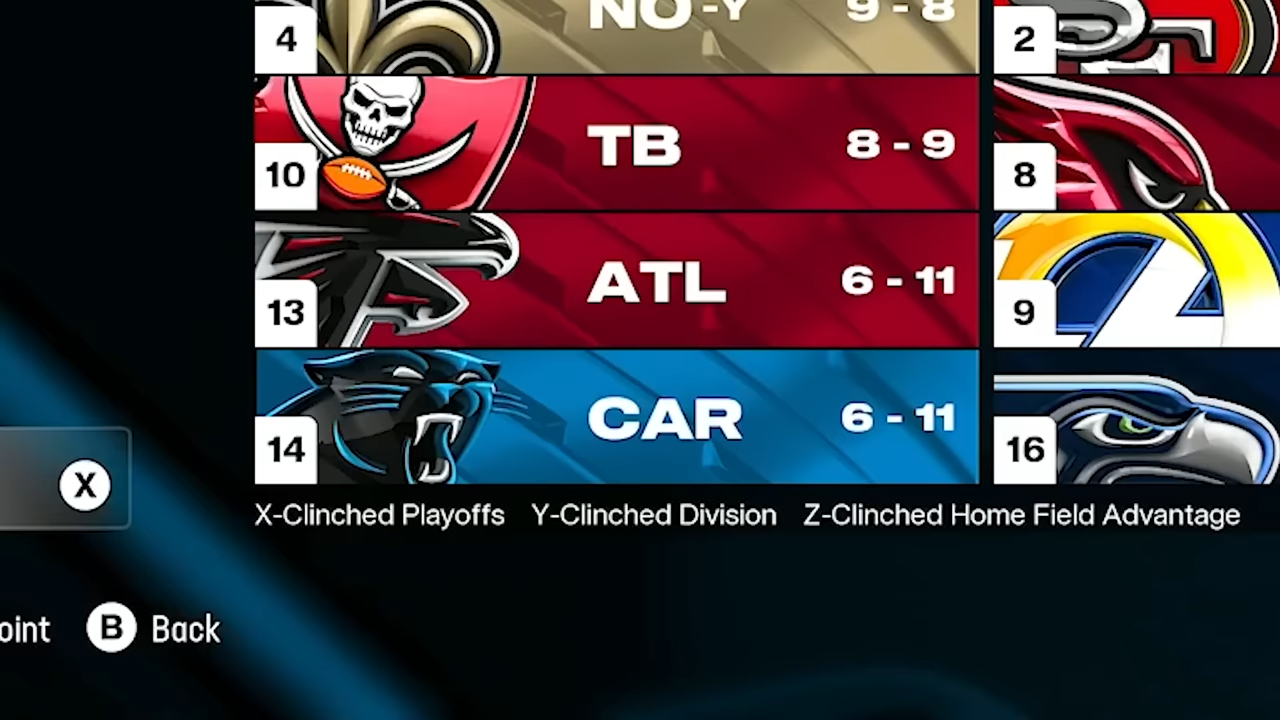 4 NO -Y 9 - 8 2
10 TB 8 - 9 8
13 ATL 6 - 11 9
14 CAR 6 - 11 16
X
X-Clinched Playoffs Y-Clinched Division Z-Clinched Home Field Advantage
oint B Back